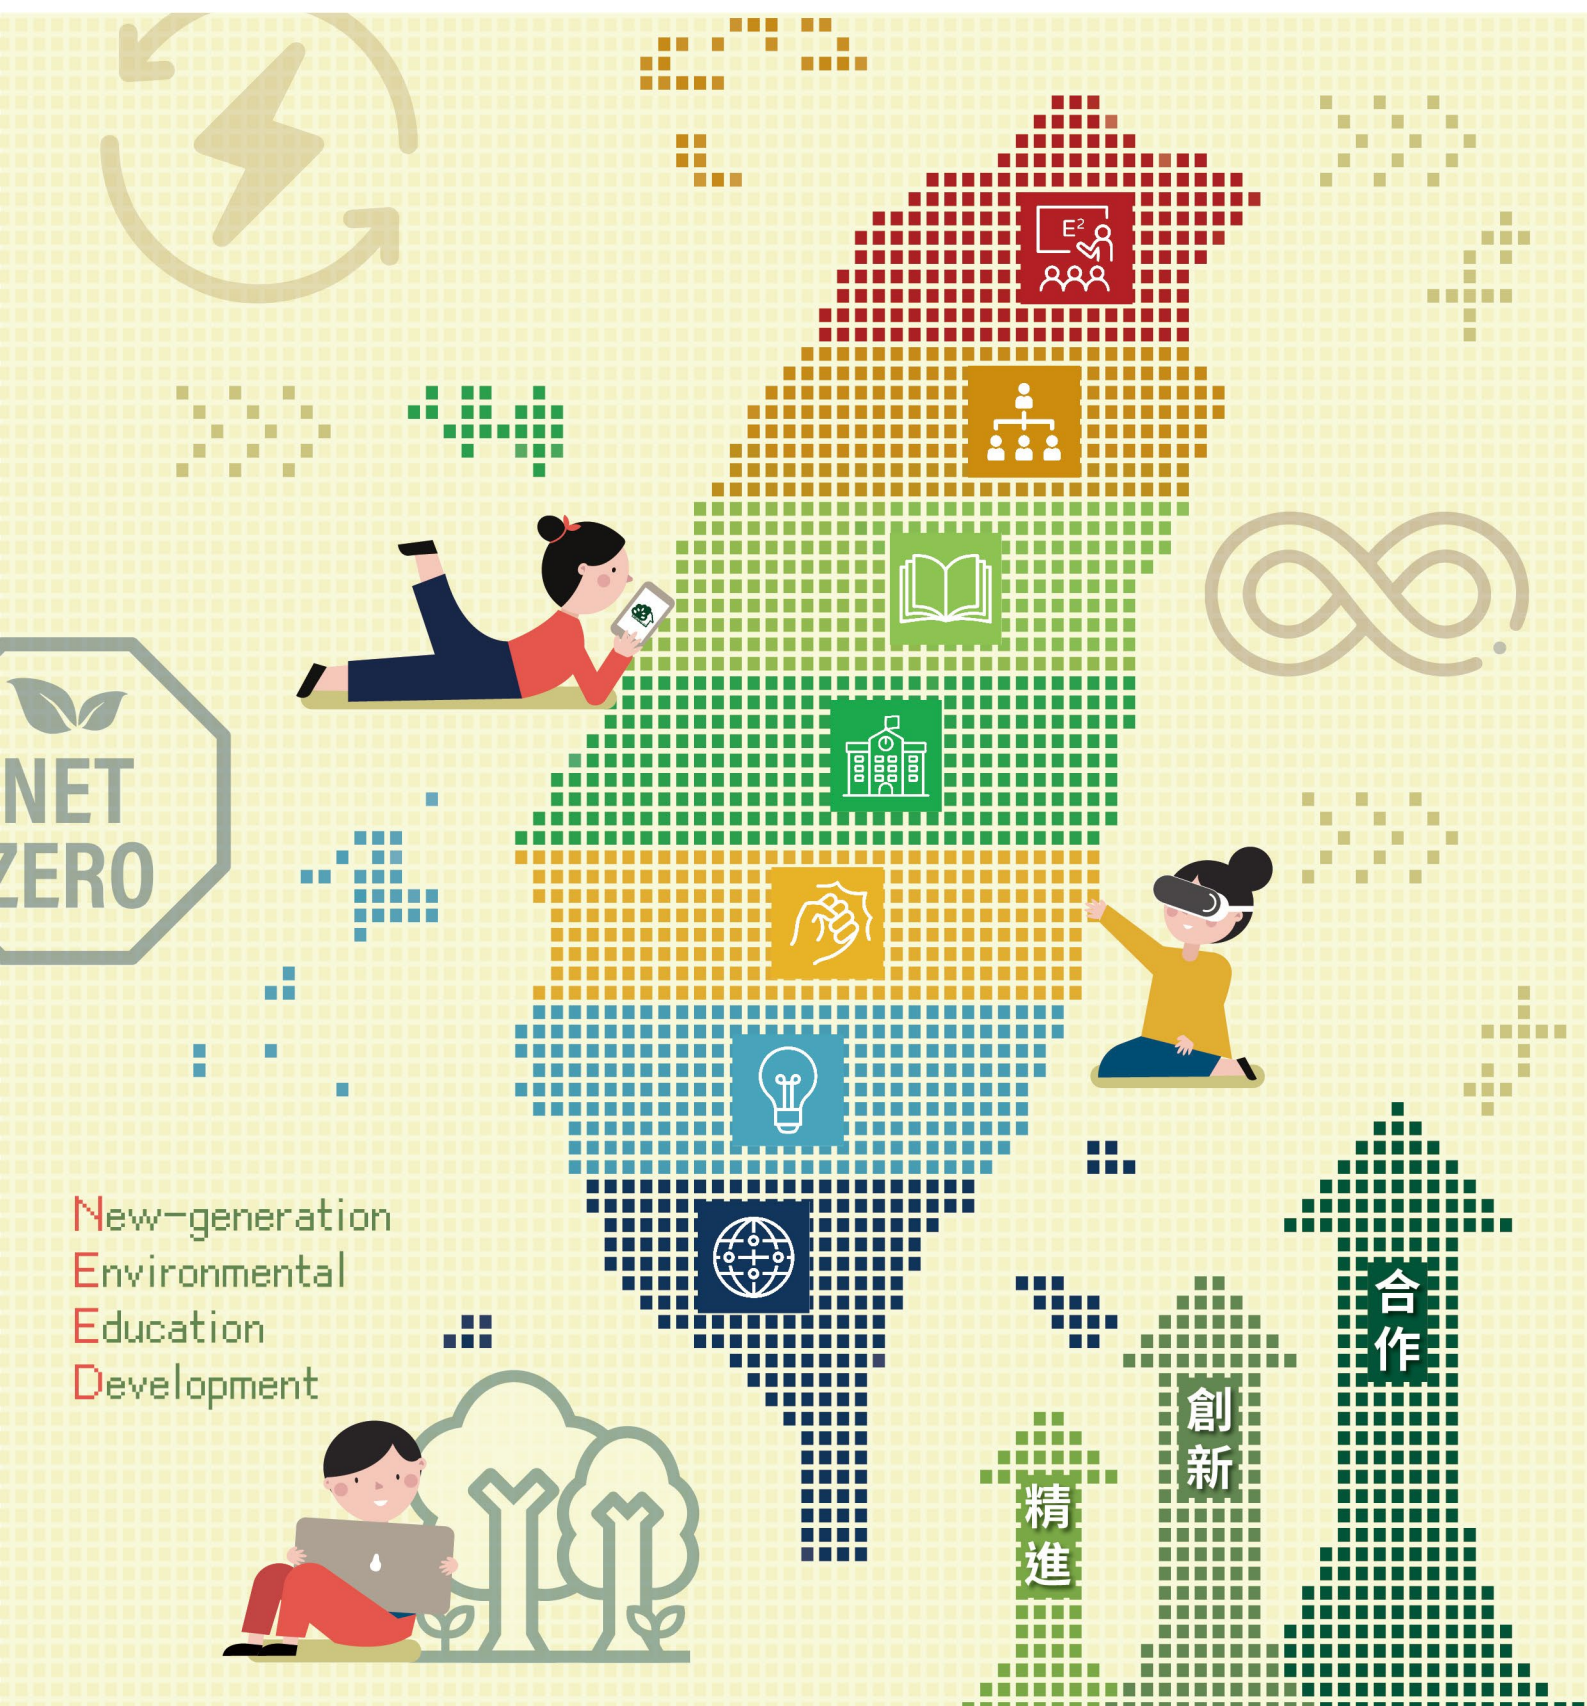 E²
NET
ZERO
New-generation
Environmental
Education
Development
合作
創新
精進